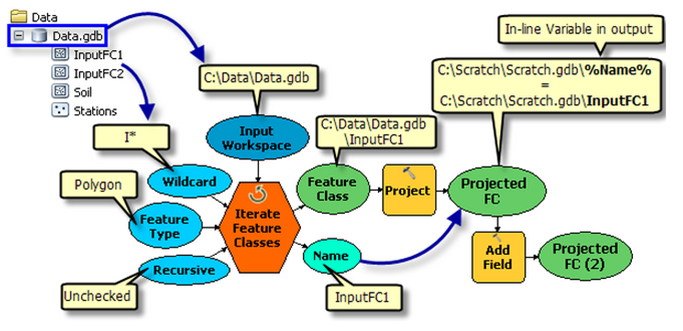 Data
Data.gdb
InputFC1
InputFC2
Soil
Stations
In-line Variable in output
C:\Data\Data.gdb
C:\Scratch\Scratch.gdb\%Name%
=
C:\Scratch\Scratch.gdb\InputFC1
I*
Input
Workspace
C:\Data\Data.gdb
\InputFC1
Polygon
Wildcard
Feature
Class
Project
Projected
FC
Feature
Type
Iterate
Feature
Classes
Name
Add
Field
Projected
FC (2)
Recursive
Unchecked
InputFC1